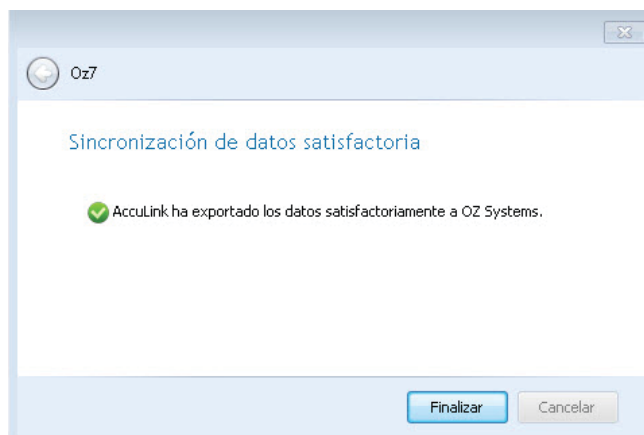 Oz7
Sincronización de datos satisfactoria
AccuLink ha exportado los datos satisfactoriamente a OZ Systems.
Finalizar
Cancelar